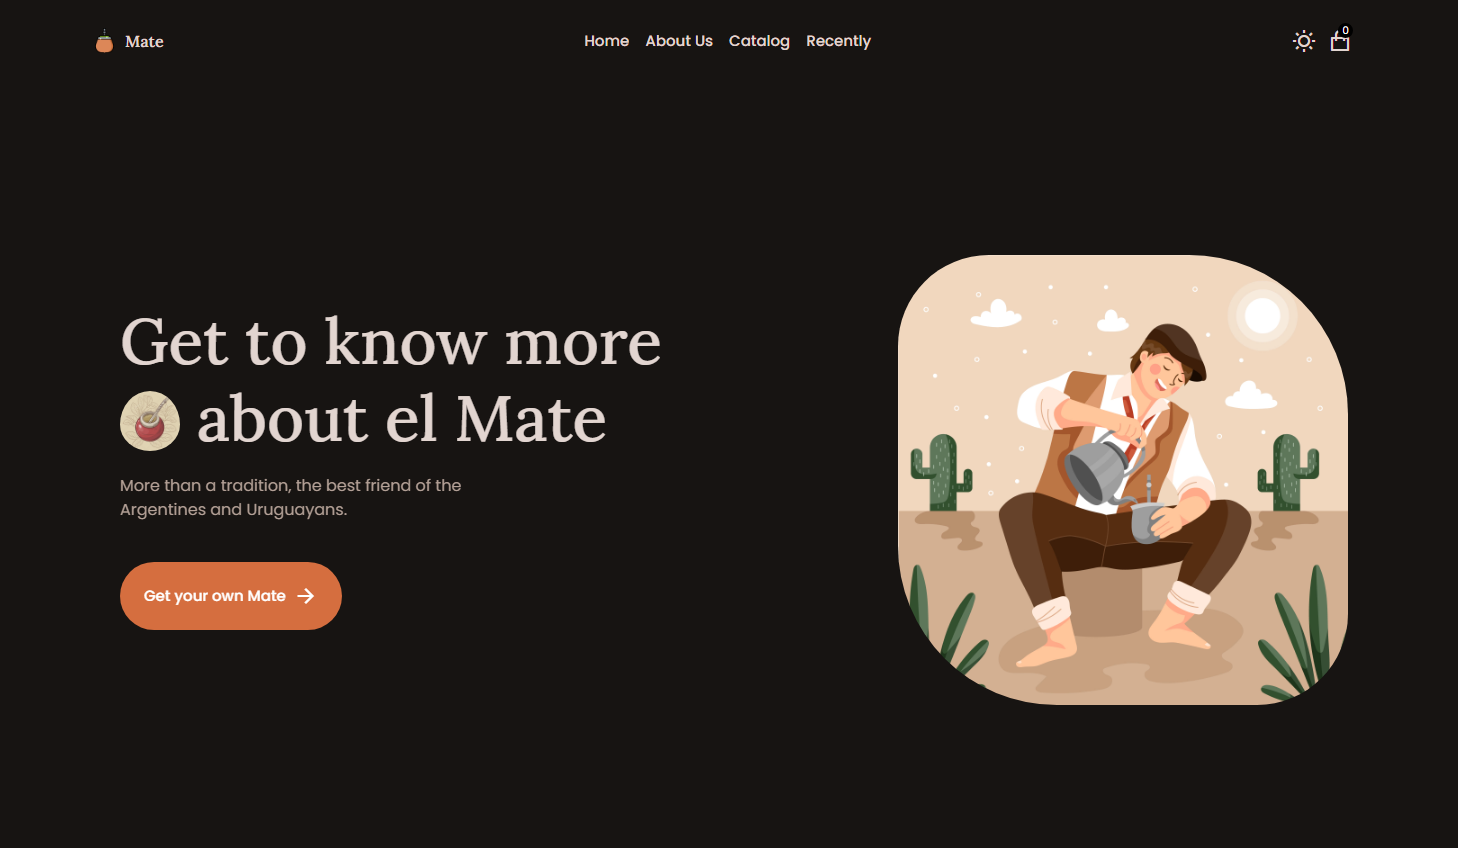 Mate
Home About Us Catalog Recently
0
Get to know more
about el Mate
More than a tradition, the best friend of the
Argentines and Uruguayans.
Get your own Mate